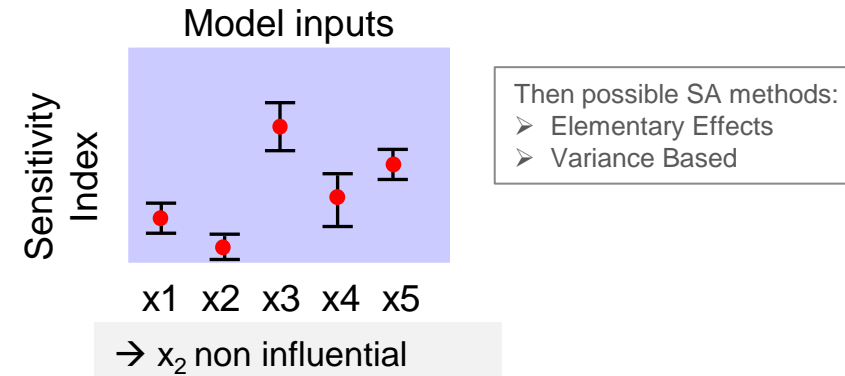 Model inputs
Sensitivity
Index
x1 x2 x3 x4 x5
→ x₂ non influential
Then possible SA methods:
➢ Elementary Effects
➢ Variance Based